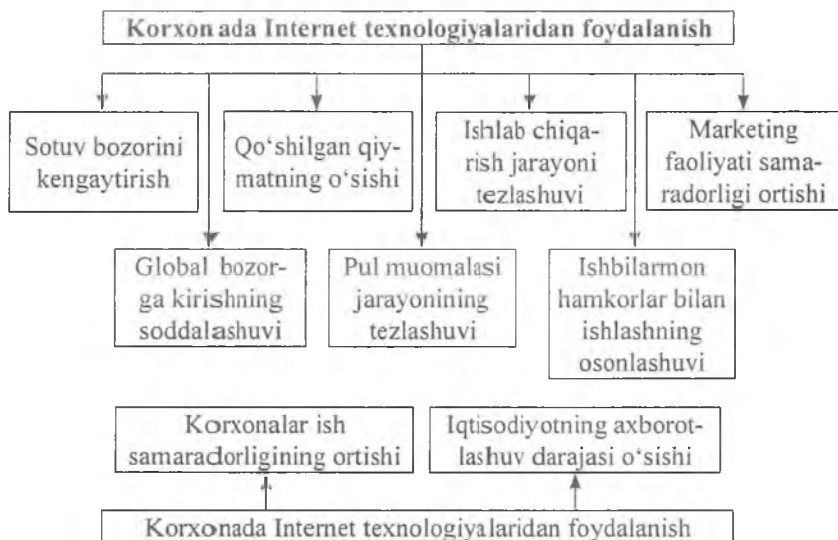 Korxonada Internet texnologiyalaridan foydalanish
Sotuv bozorini
kengaytirish
Qo‘shilgan qiy-
matning o‘sishi
Ishlab chiqa-
rish jarayoni
tezlashuvi
Marketing
faoliyati sama-
radorligi ortishi
Global bozor-
ga kirishning
soddalashuvi
Pul muomalasi
jarayonining
tezlashuvi
Ishbilarmon
hamkorlar bilan
ishlashning
osonlashuvi
Korxonalar ish
samaradorligining ortishi
Iqtisodiyotning axborot-
lashuv darajasi o‘sishi
Korxonada Internet texnologiyalaridan foydalanish